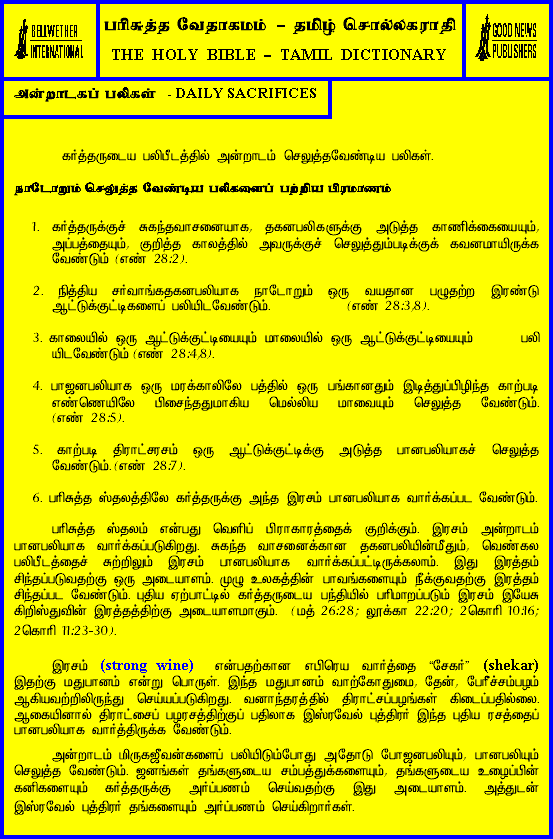 BELLWETHER
INTERNATIONAL
பரிசுத்த வேதாகமம் – தமிழ் சொல்லகராதி
THE HOLY BIBLE – TAMIL DICTIONARY
GOOD NEWS
PUBLISHERS
அன்றாடகப் பலிகள் - DAILY SACRIFICES
கர்த்தருடைய பலிபீடத்தில் அன்றாடம் செலுத்தவேண்டிய பலிகள்.
நாடோறும் செலுத்த வேண்டிய பலிகளைப் பற்றிய பிரமாணம்
1. கர்த்தருக்குச் சுகந்தவாசனையாக, தகனபலிகளுக்கு அடுத்த காணிக்கையையும்,
அப்பத்தையும், குறித்த காலத்தில் அவருக்குச் செலுத்தும்படிக்குக் கவனமாயிருக்க
வேண்டும் (எண் 28:2).
2. நித்திய சர்வாங்கதகனபலியாக நாடோறும் ஒரு வயதான பழுதற்ற இரண்டு
ஆட்டுக்குட்டிகளைப் பலியிடவேண்டும். (எண் 28:3,8).
3. காலையில் ஒரு ஆட்டுக்குட்டியையும் மாலையில் ஒரு ஆட்டுக்குட்டியையும் பலி
யிடவேண்டும் (எண் 28:4,8).
4. பாஜனபலியாக ஒரு மரக்காலிலே பத்தில் ஒரு பங்கானதும் இடித்துப்பிழிந்த காற்படி
எண்ணெயிலே பிசைந்ததுமாகிய மெல்லிய மாவையும் செலுத்த வேண்டும்.
(எண் 28:5).
5. காற்படி திராட்சரசம் ஒரு ஆட்டுக்குட்டிக்கு அடுத்த பானபலியாகச் செலுத்த
வேண்டும். (எண் 28:7).
6. பரிசுத்த ஸ்தலத்திலே கர்த்தருக்கு அந்த இரசம் பானபலியாக வார்க்கப்பட வேண்டும்.
பரிசுத்த ஸ்தலம் என்பது வெளிப் பிராகாரத்தைக் குறிக்கும். இரசம் அன்றாடம்
பானபலியாக வார்க்கப்படுகிறது. சுகந்த வாசனைக்கான தகனபலியின்மீதும், வெண்கல
பலிபீடத்தைச் சுற்றிலும் இரசம் பானபலியாக வார்க்கப்பட்டிருக்கலாம். இது இரத்தம்
சிந்தப்படுவதற்கு ஒரு அடையாளம். முழு உலகத்தின் பாவங்களையும் நீக்குவதற்கு இரத்தம்
சிந்தப்பட வேண்டும். புதிய ஏற்பாட்டில் கர்த்தருடைய பந்தியில் பரிமாறப்படும் இரசம் இயேசு
கிறிஸ்துவின் இரத்தத்திற்கு அடையாளமாகும். (மத் 26:28; லூக்கா 22:20; 2கொரி 10:16;
2கொரி 11:23-30).
இரசம் (strong wine) என்பதற்கான எபிரெய வார்த்தை “சேகர்” (shekar)
இதற்கு மதுபானம் என்று பொருள். இந்த மதுபானம் வாற்கோதுமை, தேன், பேரீச்சம்பழம்
ஆகியவற்றிலிருந்து செய்யப்படுகிறது. வனாந்தரத்தில் திராட்சப்பழங்கள் கிடைப்பதில்லை.
ஆகையினால் திராட்சைப் பழரசத்திற்குப் பதிலாக இஸ்ரவேல் புத்திரர் இந்த புதிய ரசத்தைப்
பானபலியாக வார்த்திருக்க வேண்டும்.
அன்றாடம் மிருகஜீவன்களைப் பலியிடும்போது அதோடு போஜனபலியும், பானபலியும்
செலுத்த வேண்டும். ஜனங்கள் தங்களுடைய சம்பத்துக்களையும், தங்களுடைய உழைப்பின்
கனிகளையும் கர்த்தருக்கு அர்ப்பணம் செய்வதற்கு இது அடையாளம். அத்துடன்
இஸ்ரவேல் புத்திரர் தங்களையும் அர்ப்பணம் செய்கிறார்கள்.